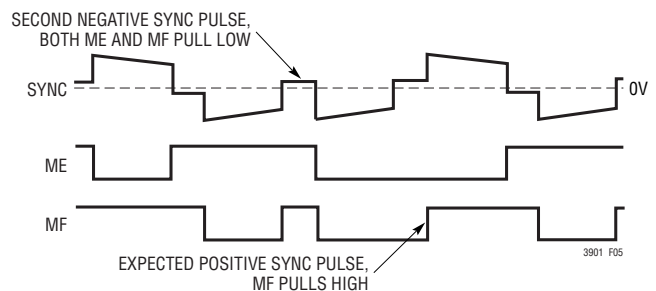 SECOND NEGATIVE SYNC PULSE,
BOTH ME AND MF PULL LOW
SYNC
0V
ME
MF
3901 F05
EXPECTED POSITIVE SYNC PULSE,
MF PULLS HIGH